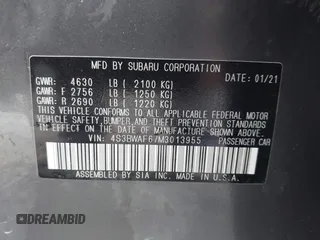 MFD BY SUBARU CORPORATION
GVWR: 4630 LB ( 2100 KG) DATE: 01/21
GAWR: F 2756 LB ( 1250 KG)
GAWR: R 2690 LB ( 1220 KG)
THIS VEHICLE CONFORMS TO ALL APPLICABLE
FEDERAL MOTOR VEHICLE
SAFETY,BUMPER,AND THEFT PREVENTION
STANDARDS IN EFFECT ON THE
DATE OF MANUFACTURE SHOWN ABOVE.
VIN: 4S3BWAF67M3013955 PASSENGER CAR
ASSEMBLED BY SIA INC. MADE IN U.S.A.
DREAMBID